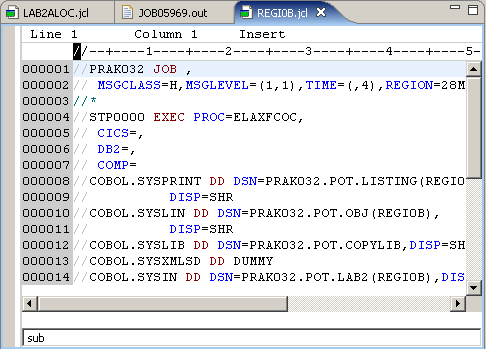 LAB2ALOC.jcl JOB05969.out REGI0B.jcl
Line 1 Column 1 Insert
//--+----1----+----2----+----3----+----4----+----5-
000001 //PRAK032 JOB ,
000002 // MSGCLASS=H,MSGLEVEL=(1,1),TIME=(,4),REGION=28M
000003 //*
000004 //STP0000 EXEC PROC=ELAXFCOC,
000005 // CICS=,
000006 // DB2=,
000007 // COMP=
000008 //COBOL.SYSPRINT DD DSN=PRAK032.POT.LISTING(REGI0
000009 // DISP=SHR
000010 //COBOL.SYSLIN DD DSN=PRAK032.POT.OBJ(REGI0B),
000011 // DISP=SHR
000012 //COBOL.SYSLIB DD DSN=PRAK032.POT.COPYLIB,DISP=SH
000013 //COBOL.SYSXMLSD DD DUMMY
000014 //COBOL.SYSIN DD DSN=PRAK032.POT.LAB2(REGI0B),DIS
sub